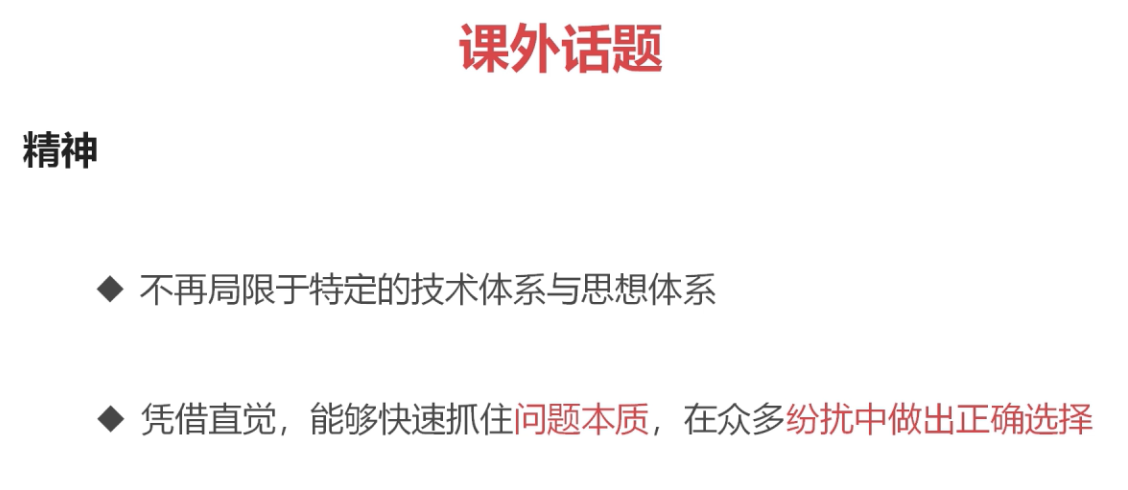 课外话题
精神
◆ 不再局限于特定的技术体系与思想体系
◆ 凭借直觉，能够快速抓住问题本质，在众多纷扰中做出正确选择